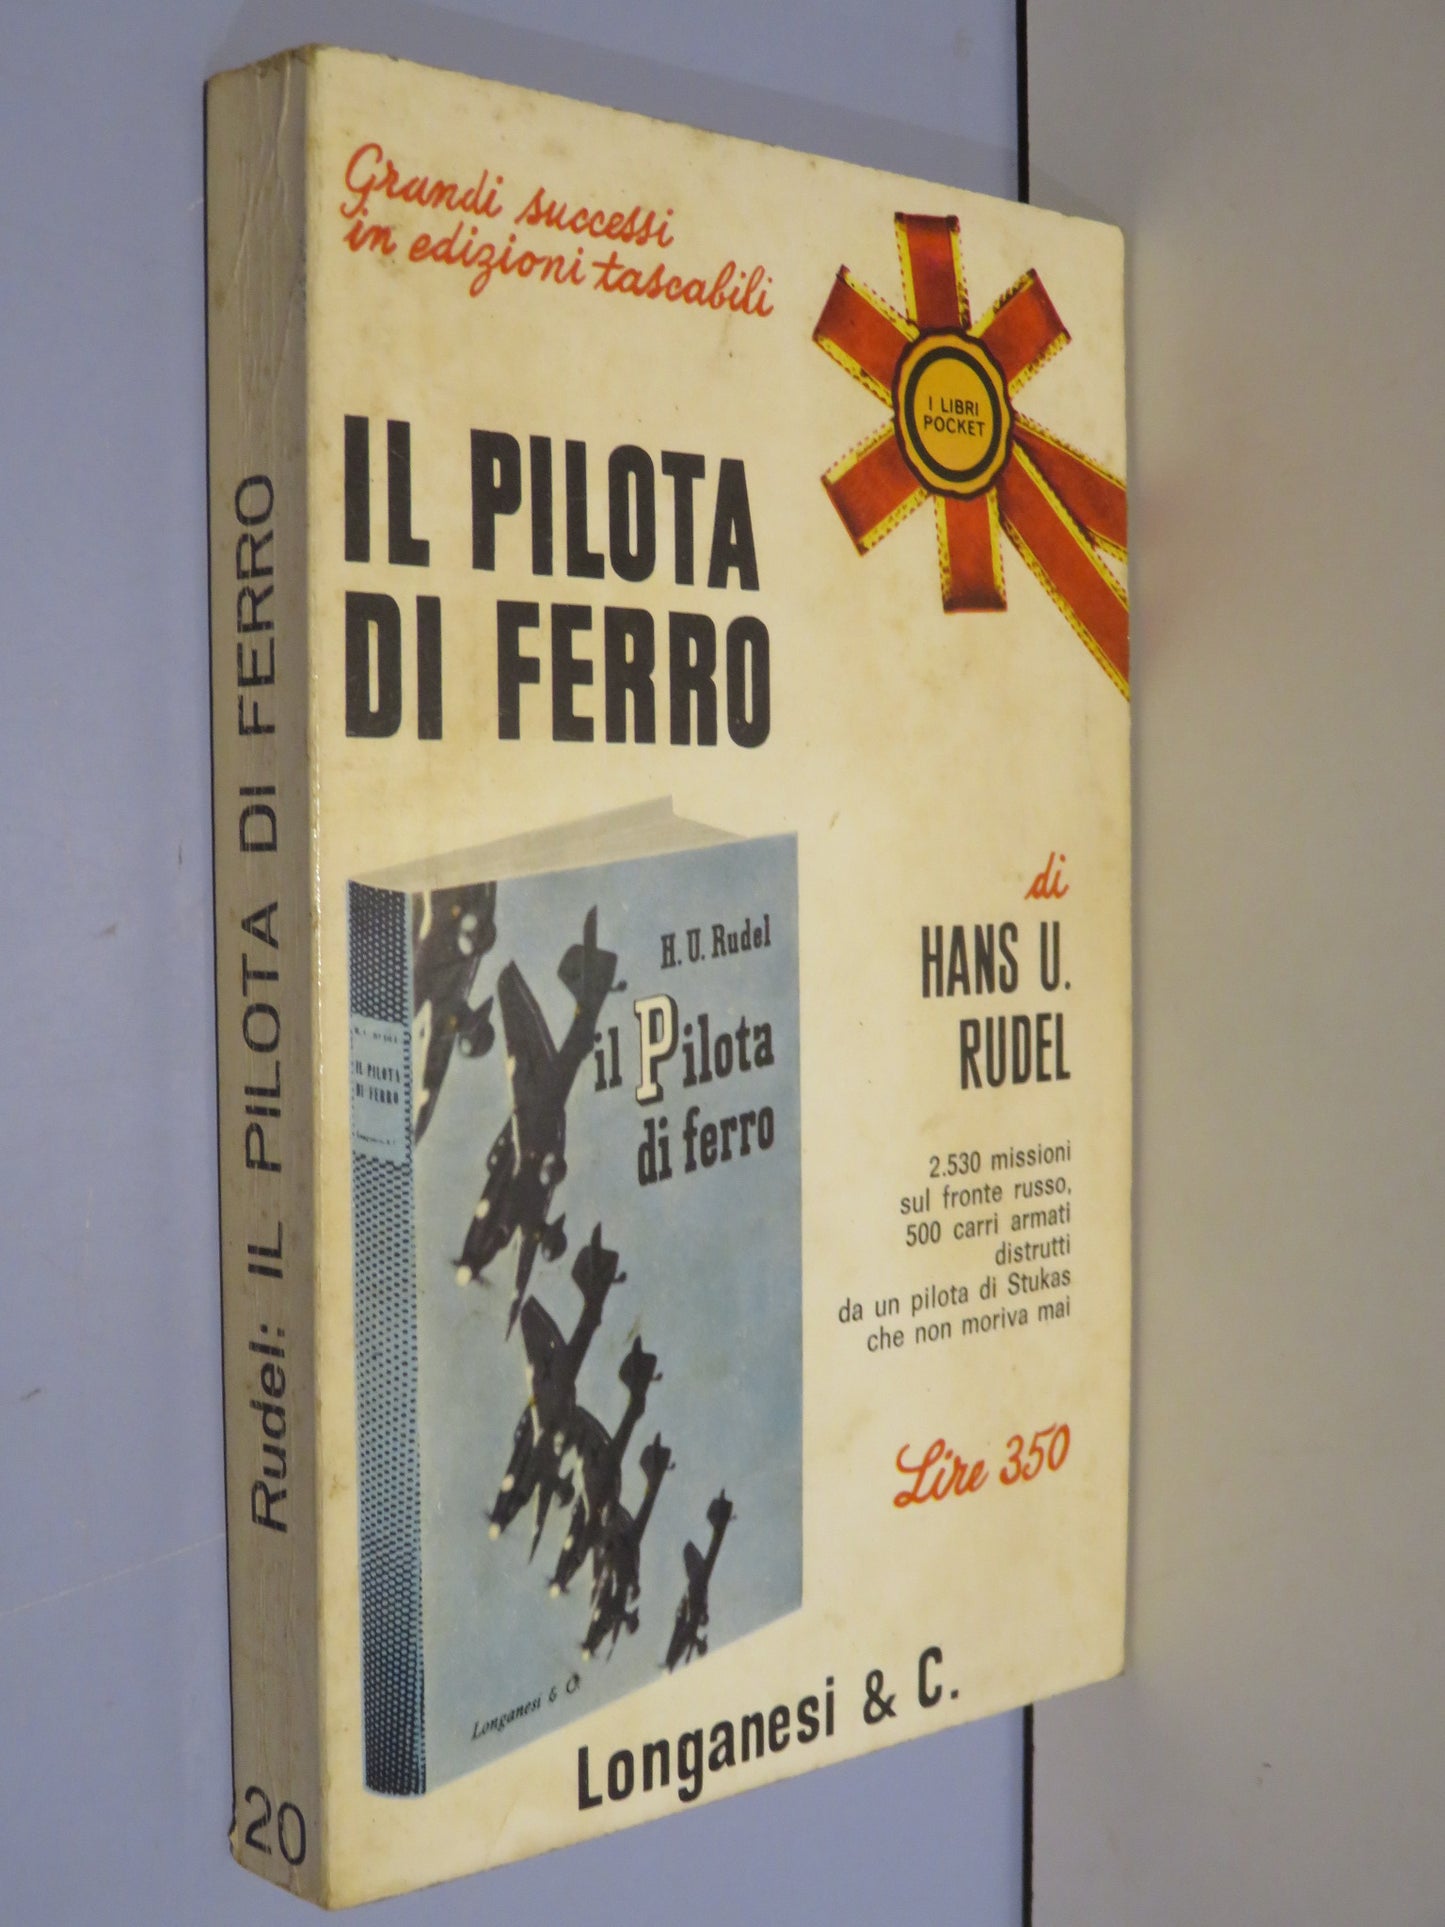 Grandi successi
in edizioni tascabili
I LIBRI
POCKET
IL PILOTA
DI FERRO
di
HANS U.
RUDEL
2.530 missioni
sul fronte russo,
500 carri armati
distrutti
da un pilota di Stukas
che non moriva mai
Lire 350
H. U. Rudel
il Pilota
di ferro
IL PILOTA
DI FERRO
Longanesi & C.
Longanesi & C.
Rudel: IL PILOTA DI FERRO
20